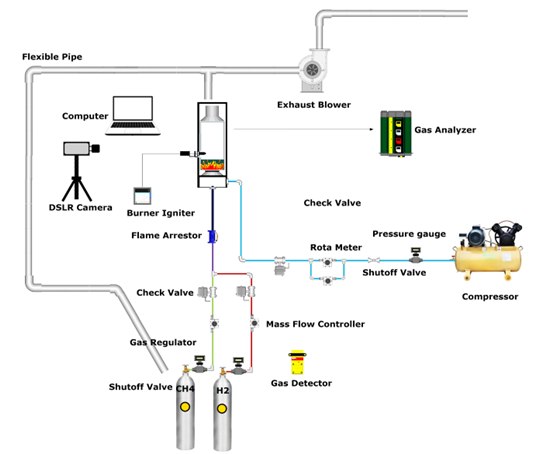 Flexible Pipe
Exhaust Blower
Computer
Gas Analyzer
DSLR Camera
Burner Igniter
Check Valve
Flame Arrestor
Pressure gauge
Rota Meter
Shutoff Valve
Compressor
Check Valve
Mass Flow Controller
Gas Regulator
Gas Detector
Shutoff Valve
CH4
H2